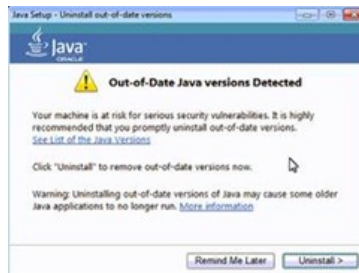 Java Setup - Uninstall out-of-date versions
Java
ORACLE
Out-of-Date Java versions Detected
Your machine is at risk for serious security vulnerabilities. It is highly
recommended that you promptly uninstall out-of-date versions.
See List of the Java Versions
Click "Uninstall" to remove out-of-date versions now.
Warning: Uninstalling out-of-date versions of Java may cause some older
Java applications to no longer run. More information
Remind Me Later
Uninstall >